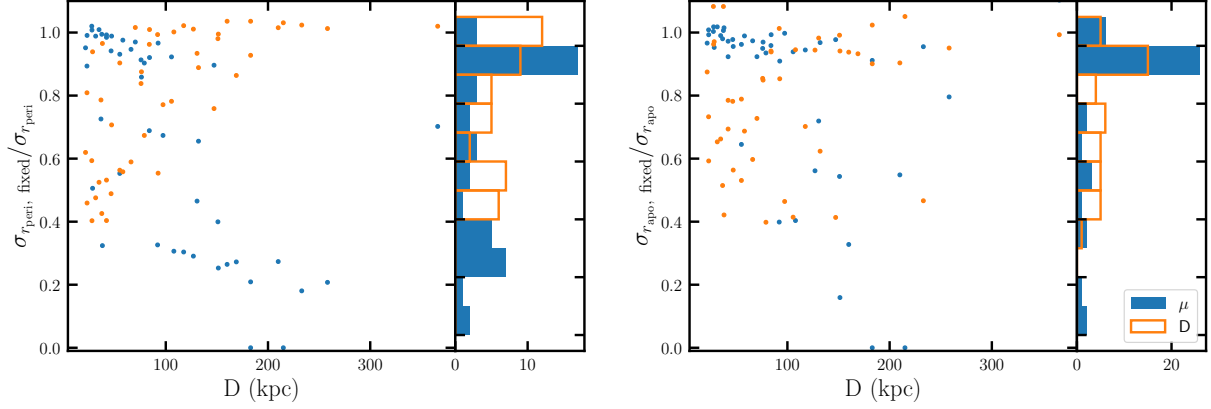 σ_{r_peri, fixed}/σ_{r_peri}
1.0
0.8
0.6
0.4
0.2
0.0
100 200 300
D (kpc)
0 10
σ_{r_apo, fixed}/σ_{r_apo}
1.0
0.8
0.6
0.4
0.2
0.0
100 200 300
D (kpc)
0 20
μ
D